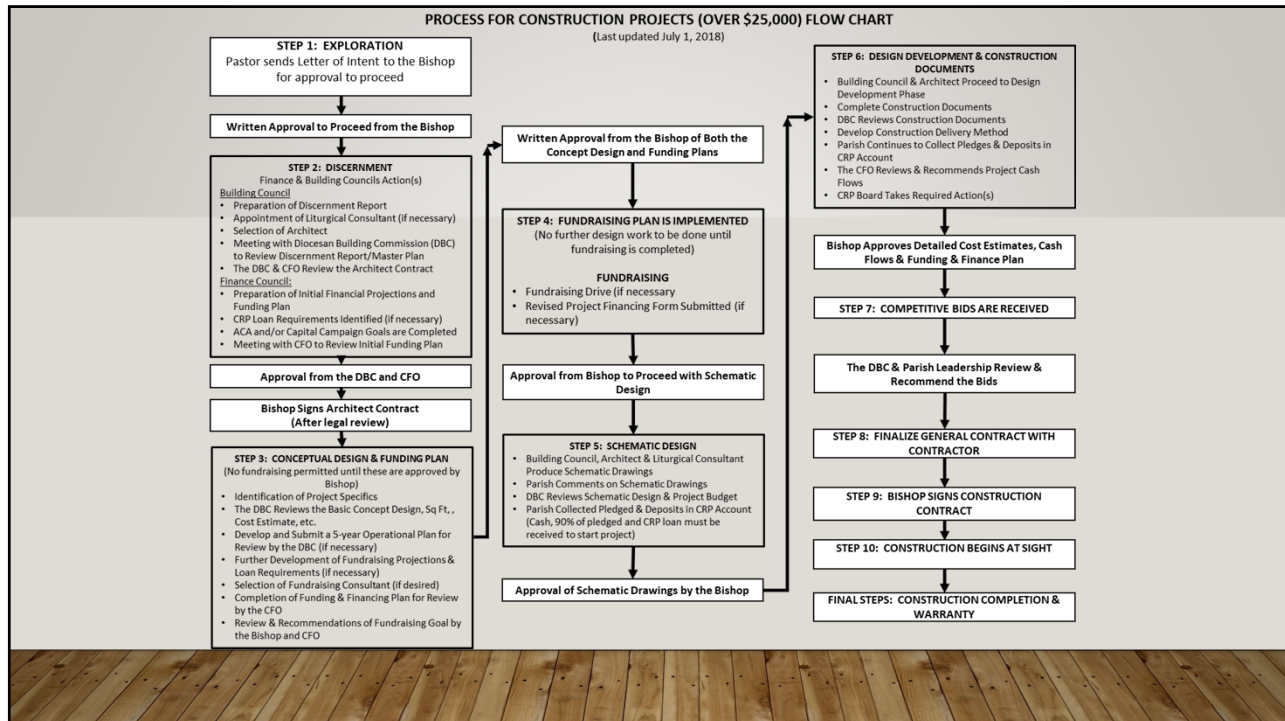 PROCESS FOR CONSTRUCTION PROJECTS (OVER $25,000) FLOW CHART
(Last updated July 1, 2018)
STEP 1: EXPLORATION
Pastor sends Letter of Intent to the Bishop
for approval to proceed
Written Approval to Proceed from the Bishop
STEP 2: DISCERNMENT
Finance & Building Councils Action(s)
Building Council
• Preparation of Discernment Report
• Appointment of Liturgical Consultant (if necessary)
• Selection of Architect
• Meeting with Diocesan Building Commission (DBC)
to Review Discernment Report/Master Plan
• The DBC & CFO Review the Architect Contract
Finance Council:
• Preparation of Initial Financial Projections and
Funding Plan
• CRP Loan Requirements Identified (if necessary)
• ACA and/or Capital Campaign Goals are Completed
• Meeting with CFO to Review Initial Funding Plan
Approval from the DBC and CFO
Bishop Signs Architect Contract
(After legal review)
STEP 3: CONCEPTUAL DESIGN & FUNDING PLAN
(No fundraising permitted until these are approved by
Bishop)
• Identification of Project Specifics
• The DBC Reviews the Basic Concept Design, Sq Ft, ,
Cost Estimate, etc.
• Develop and Submit a 5-year Operational Plan for
Review by the DBC (if necessary)
• Further Development of Fundraising Projections &
Loan Requirements (if necessary)
• Selection of Fundraising Consultant (if desired)
• Completion of Funding & Financing Plan for Review
by the CFO
• Review & Recommendations of Fundraising Goal by
the Bishop and CFO
Written Approval from the Bishop of Both the
Concept Design and Funding Plans
STEP 4: FUNDRAISING PLAN IS IMPLEMENTED
(No further design work to be done until
fundraising is completed)
FUNDRAISING
• Fundraising Drive (if necessary
• Revised Project Financing Form Submitted (if
necessary)
Approval from Bishop to Proceed with Schematic
Design
STEP 5: SCHEMATIC DESIGN
• Building Council, Architect & Liturgical Consultant
Produce Schematic Drawings
• Parish Comments on Schematic Drawings
• DBC Reviews Schematic Design & Project Budget
• Parish Collected Pledged & Deposits in CRP Account
(Cash, 90% of pledged and CRP loan must be
received to start project)
Approval of Schematic Drawings by the Bishop
STEP 6: DESIGN DEVELOPMENT & CONSTRUCTION
DOCUMENTS
• Building Council & Architect Proceed to Design
Development Phase
• Complete Construction Documents
• DBC Reviews Construction Documents
• Develop Construction Delivery Method
• Parish Continues to Collect Pledges & Deposits in
CRP Account
• The CFO Reviews & Recommends Project Cash
Flows
• CRP Board Takes Required Action(s)
Bishop Approves Detailed Cost Estimates, Cash
Flows & Funding & Finance Plan
STEP 7: COMPETITIVE BIDS ARE RECEIVED
The DBC & Parish Leadership Review &
Recommend the Bids
STEP 8: FINALIZE GENERAL CONTRACT WITH
CONTRACTOR
STEP 9: BISHOP SIGNS CONSTRUCTION
CONTRACT
STEP 10: CONSTRUCTION BEGINS AT SIGHT
FINAL STEPS: CONSTRUCTION COMPLETION &
WARRANTY